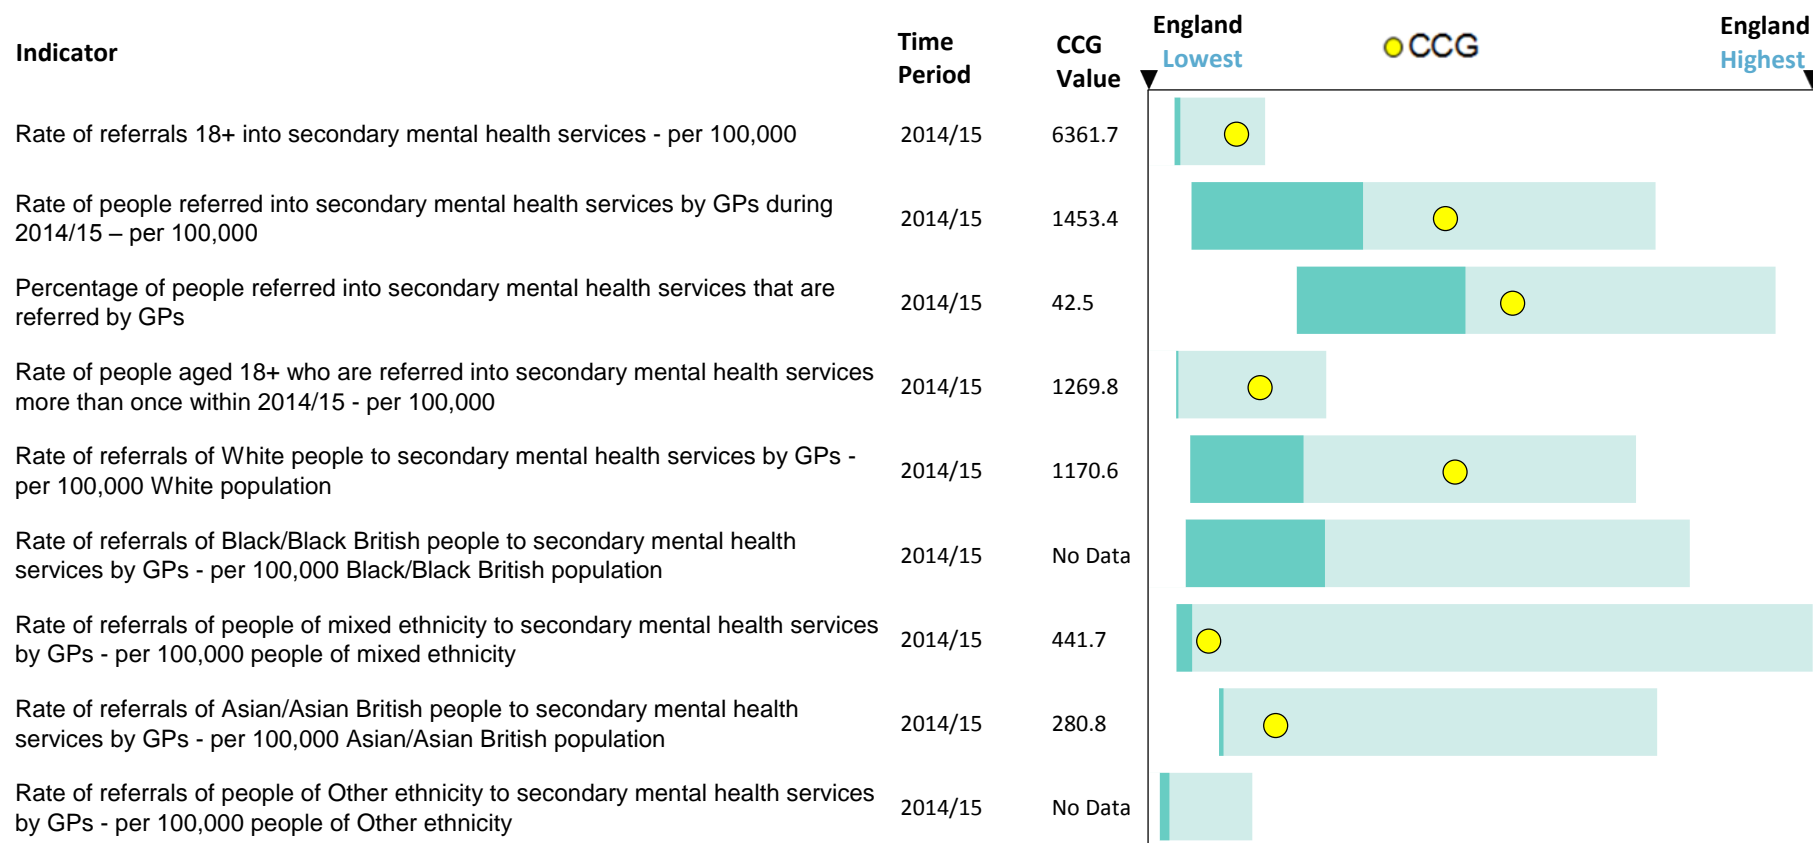 Indicator
Time
Period
CCG
Value
England
Lowest
CCG
England
Highest
Rate of referrals 18+ into secondary mental health services - per 100,000
2014/15
6361.7
Rate of people referred into secondary mental health services by GPs during
2014/15 – per 100,000
2014/15
1453.4
Percentage of people referred into secondary mental health services that are
referred by GPs
2014/15
42.5
Rate of people aged 18+ who are referred into secondary mental health services
more than once within 2014/15 - per 100,000
2014/15
1269.8
Rate of referrals of White people to secondary mental health services by GPs -
per 100,000 White population
2014/15
1170.6
Rate of referrals of Black/Black British people to secondary mental health
services by GPs - per 100,000 Black/Black British population
2014/15
No Data
Rate of referrals of people of mixed ethnicity to secondary mental health services
by GPs - per 100,000 people of mixed ethnicity
2014/15
441.7
Rate of referrals of Asian/Asian British people to secondary mental health
services by GPs - per 100,000 Asian/Asian British population
2014/15
280.8
Rate of referrals of people of Other ethnicity to secondary mental health services
by GPs - per 100,000 people of Other ethnicity
2014/15
No Data